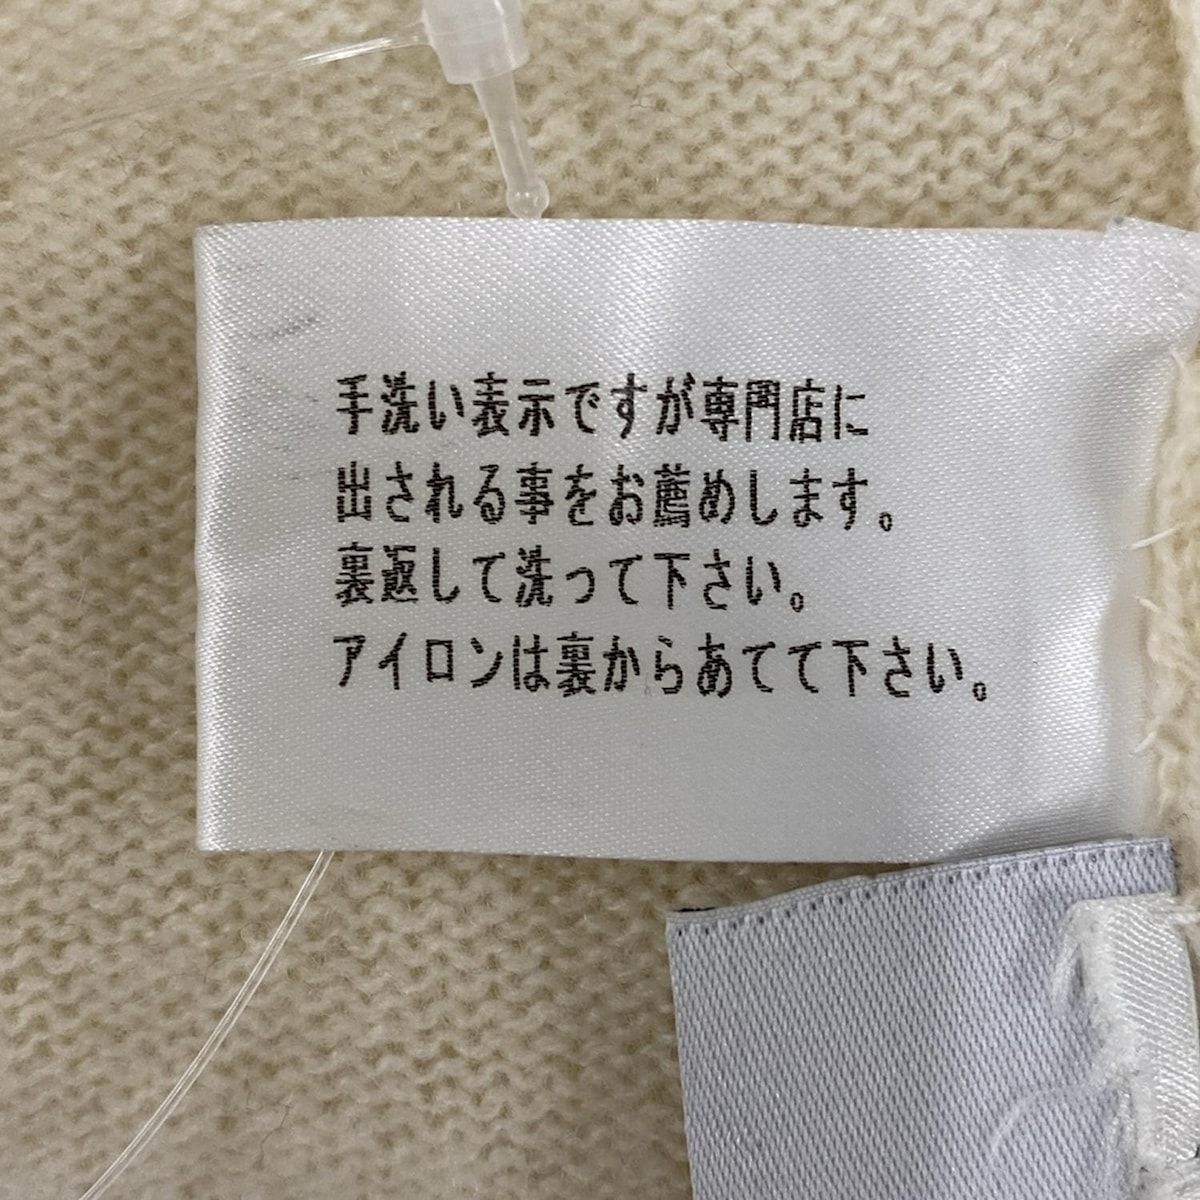 手洗い表示ですが専門店に
出される事をお薦めします。
裏返して洗って下さい。
アイロンは裏からあてて下さい。